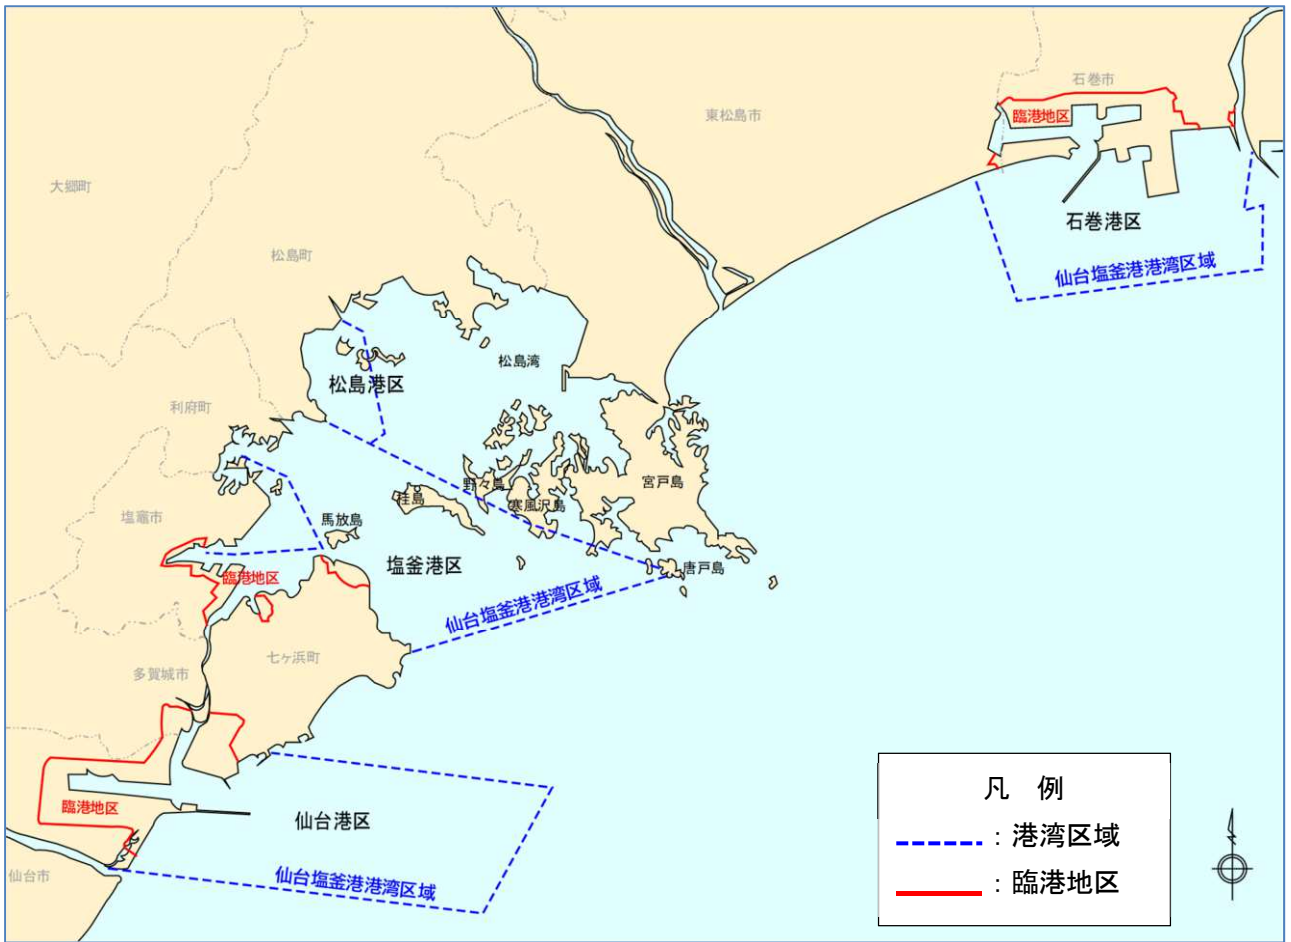 石巻市
臨港地区
東松島市
大郷町
石巻港区
松島町
仙台塩釜港港湾区域
松島湾
松島港区
利府町
宮戸島
野々島
桂島
寒風沢島
塩竈市
馬放島
塩釜港区
唐戸島
臨港地区
仙台塩釜港港湾区域
七ヶ浜町
多賀城市
臨港地区
仙台港区
仙台市
仙台塩釜港港湾区域
凡 例
：港湾区域
：臨港地区